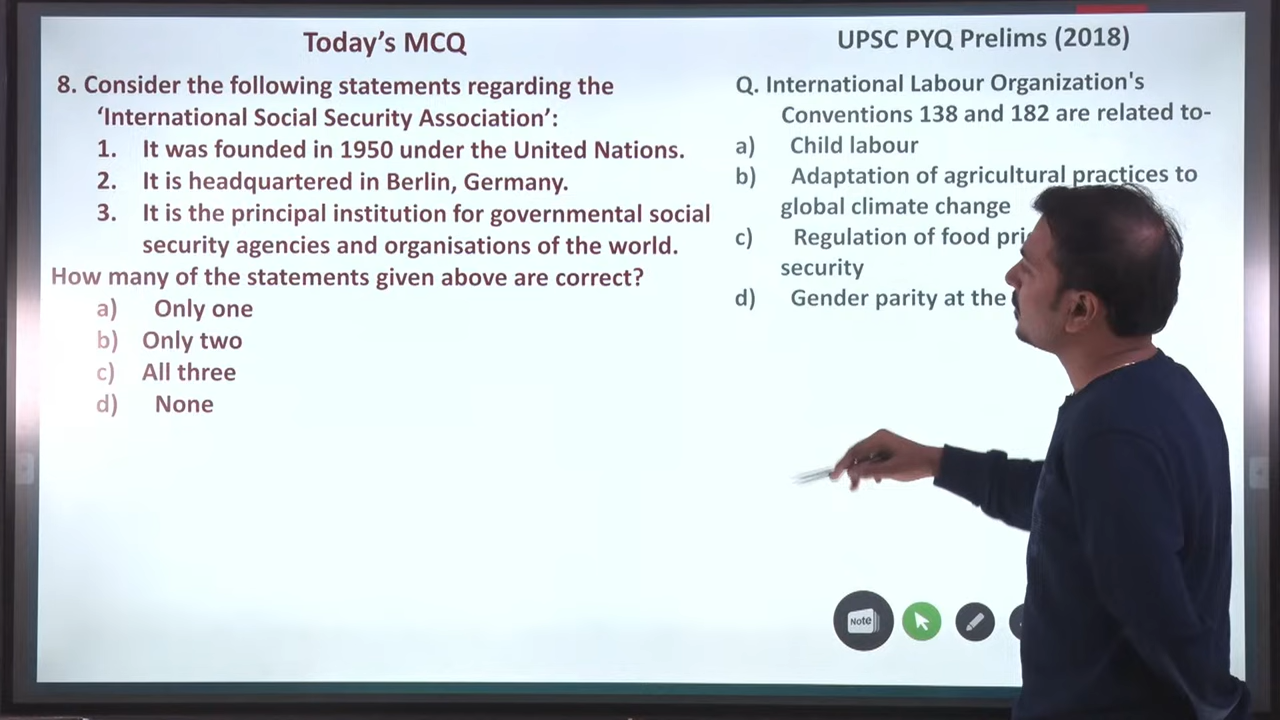 Today's MCQ
8. Consider the following statements regarding the
‘International Social Security Association’:
1. It was founded in 1950 under the United Nations.
2. It is headquartered in Berlin, Germany.
3. It is the principal institution for governmental social
security agencies and organisations of the world.
How many of the statements given above are correct?
a) Only one
b) Only two
c) All three
d) None
UPSC PYQ Prelims (2018)
Q. International Labour Organization's
Conventions 138 and 182 are related to-
a) Child labour
b) Adaptation of agricultural practices to
global climate change
c) Regulation of food
security
d) Gender parity at the
Note